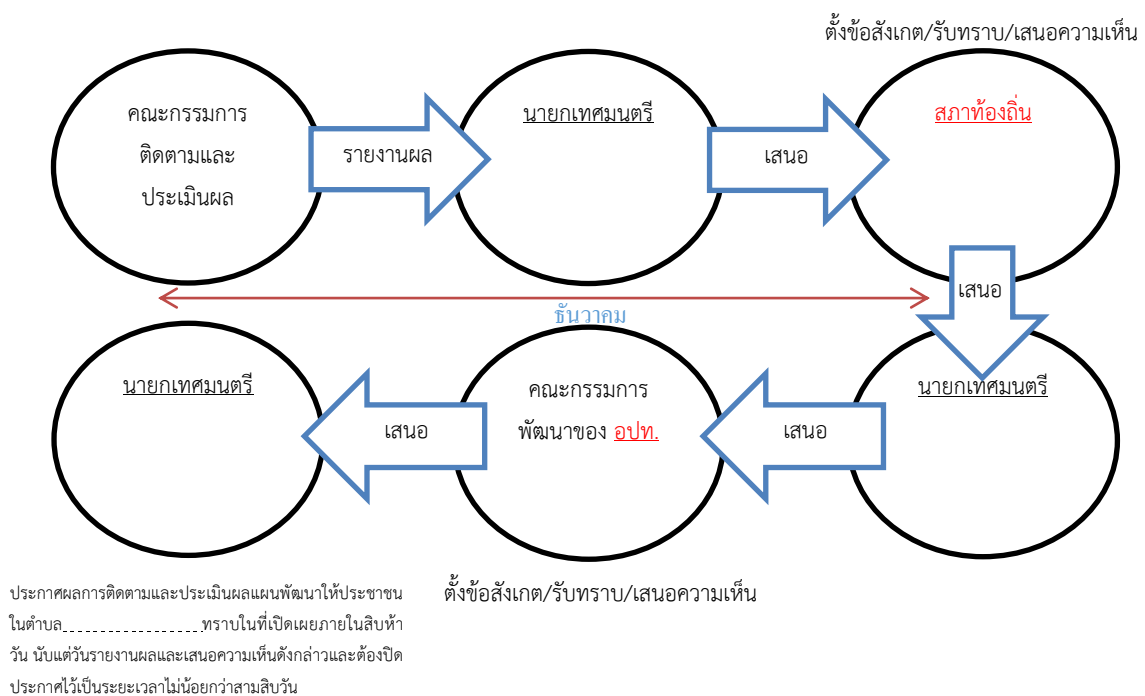 ตั้งข้อสังเกต/รับทราบ/เสนอความเห็น
คณะกรรมการ
ติดตามและ
ประเมินผล
รายงานผล
นายกเทศมนตรี
เสนอ
สภาท้องถิ่น
เสนอ
ธันวาคม
นายกเทศมนตรี
เสนอ
คณะกรรมการ
พัฒนาของ อปท.
เสนอ
นายกเทศมนตรี
ประกาศผลการติดตามและประเมินผลแผนพัฒนาให้ประชาชน
ในตำบล....................ทราบในที่เปิดเผยภายในสิบห้า
วัน นับแต่วันรายงานผลและเสนอความเห็นดังกล่าวและต้องปิด
ประกาศไว้เป็นระยะเวลาไม่น้อยกว่าสามสิบวัน
ตั้งข้อสังเกต/รับทราบ/เสนอความเห็น